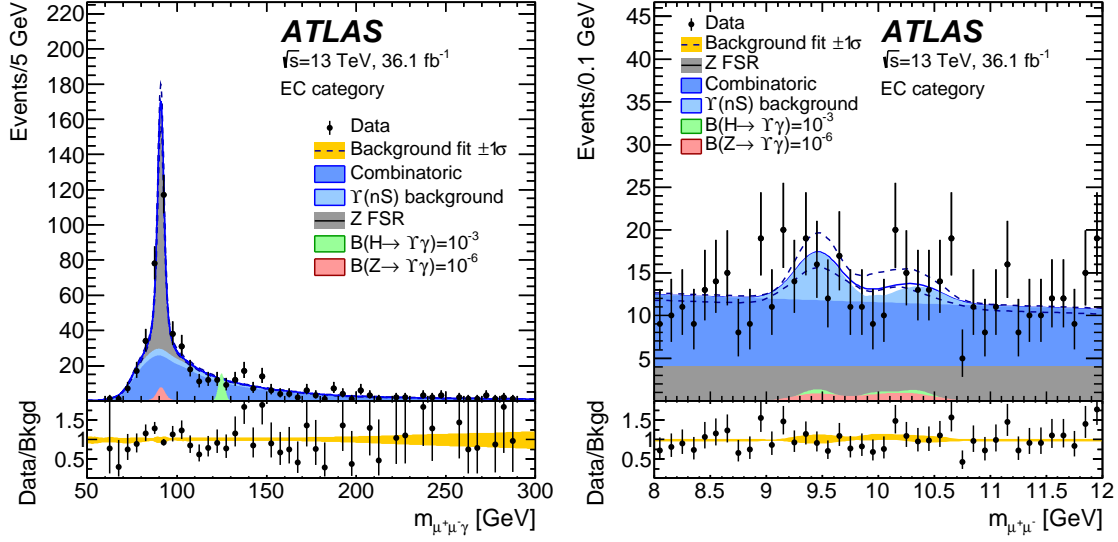 ATLAS
√s=13 TeV, 36.1 fb⁻¹
EC category
Data
Background fit ±1σ
Combinatoric
ϒ(nS) background
Z FSR
B(H→ ϒγ)=10⁻³
B(Z→ ϒγ)=10⁻⁶
Events/5 GeV
220
200
180
160
140
120
100
80
60
40
20
Data/Bkgd
1.5
1
0.5
50 100 150 200 250 300
m_μ⁺μ⁻γ [GeV]
ATLAS
√s=13 TeV, 36.1 fb⁻¹
EC category
Data
Background fit ±1σ
Z FSR
Combinatoric
ϒ(nS) background
B(H→ ϒγ)=10⁻³
B(Z→ ϒγ)=10⁻⁶
Events/0.1 GeV
45
40
35
30
25
20
15
10
5
Data/Bkgd
1.5
1
0.5
8 8.5 9 9.5 10 10.5 11 11.5 12
m_μ⁺μ⁻ [GeV]